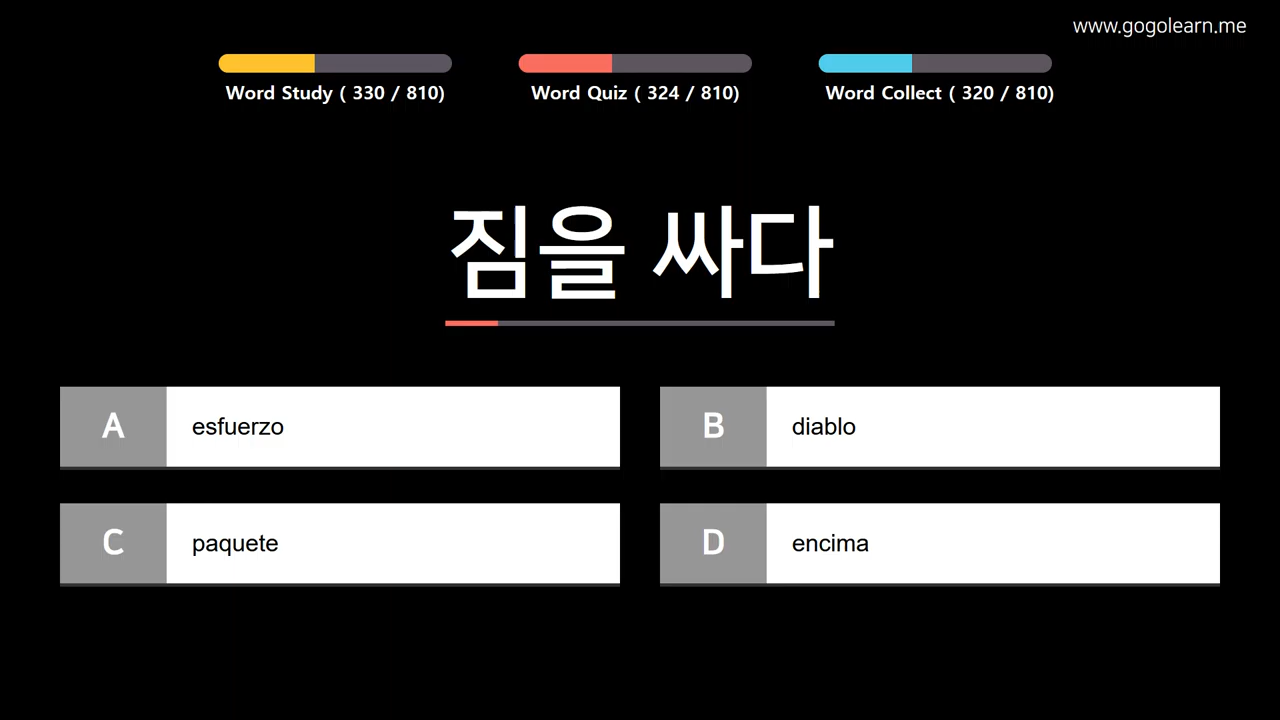 www.gogolearn.me
Word Study ( 330 / 810)
Word Quiz ( 324 / 810)
Word Collect ( 320 / 810)
짐을 싸다
A esfuerzo
B diablo
C paquete
D encima